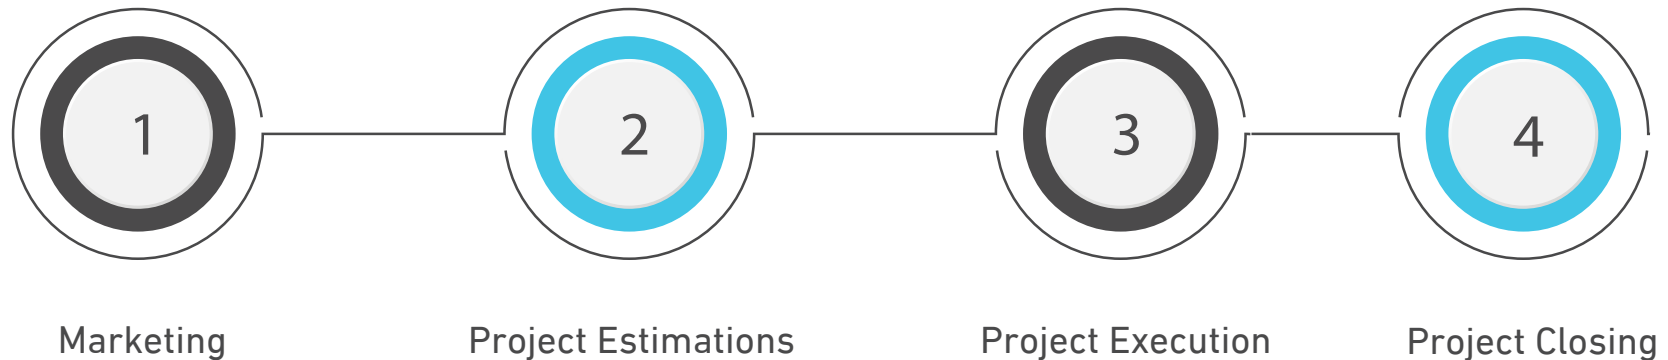 1
2
3
4
Marketing
Project Estimations
Project Execution
Project Closing